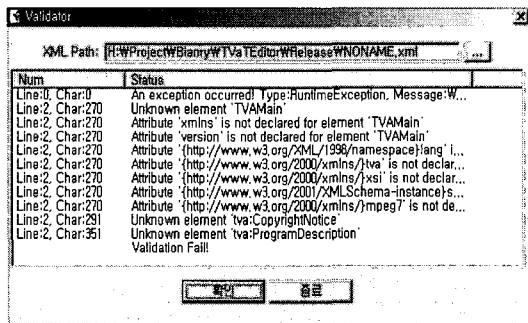 Validator
XML Path: H:₩Project₩Bianry₩TVaTEditor₩Release₩NONAME.xml ...
Num Status
Line:0, Char:0 An exception occurred! Type:RuntimeException, Message:₩...
Line:2, Char:270 Unknown element 'TVAMain'
Line:2, Char:270 Attribute 'xmlns' is not declared for element 'TVAMain'
Line:2, Char:270 Attribute 'version' is not declared for element 'TVAMain'
Line:2, Char:270 Attribute '{http://www.w3.org/XML/1998/namespace}lang' i...
Line:2, Char:270 Attribute '{http://www.w3.org/2000/xmlns/}tva' is not declar...
Line:2, Char:270 Attribute '{http://www.w3.org/2000/xmlns/}xsi' is not declar...
Line:2, Char:270 Attribute '{http://www.w3.org/2001/XMLSchema-instance}s...
Line:2, Char:270 Attribute '{http://www.w3.org/2000/xmlns/}mpeg7' is not de...
Line:2, Char:291 Unknown element 'tva:CopyrightNotice'
Line:2, Char:351 Unknown element 'tva:ProgramDescription'
Validation Fail!
확인 종료